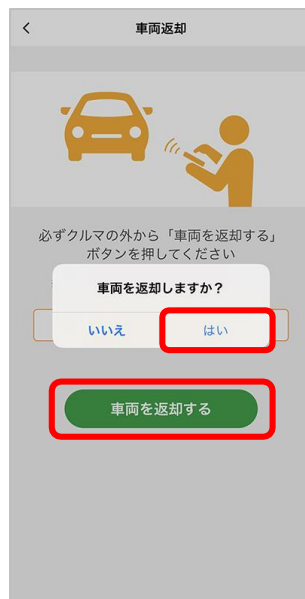 車両返却
必ずクルマの外から「車両を返却する」
ボタンを押してください
車両を返却しますか？
いいえ
はい
車両を返却する